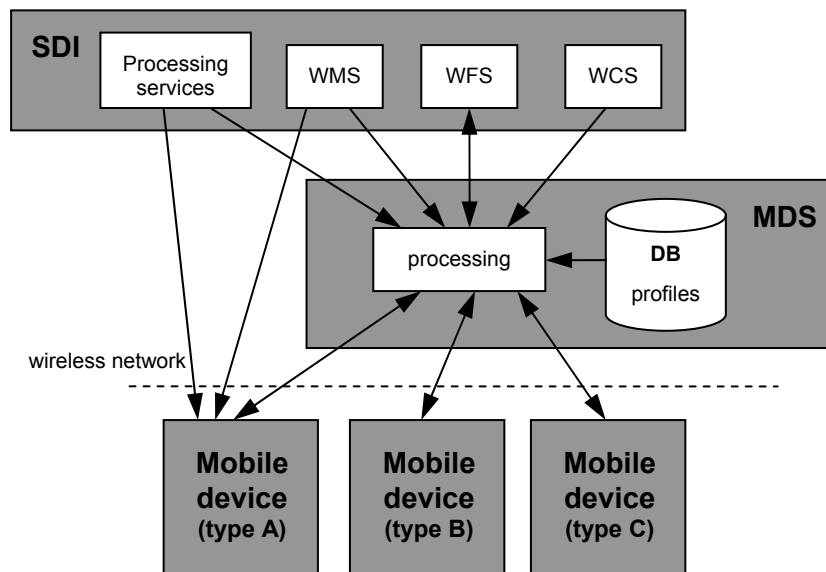 SDI
Processing
services
WMS
WFS
WCS
MDS
processing
DB
profiles
wireless network
Mobile
device
(type A)
Mobile
device
(type B)
Mobile
device
(type C)